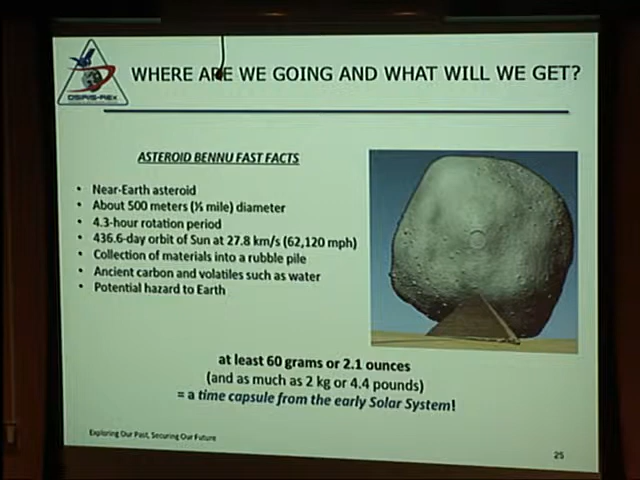 OSIRIS-REx
WHERE ARE WE GOING AND WHAT WILL WE GET?
ASTEROID BENNU FAST FACTS
• Near-Earth asteroid
• About 500 meters (⅓ mile) diameter
• 4.3-hour rotation period
• 436.6-day orbit of Sun at 27.8 km/s (62,120 mph)
• Collection of materials into a rubble pile
• Ancient carbon and volatiles such as water
• Potential hazard to Earth
at least 60 grams or 2.1 ounces
(and as much as 2 kg or 4.4 pounds)
= a time capsule from the early Solar System!
Exploring Our Past, Securing Our Future
25